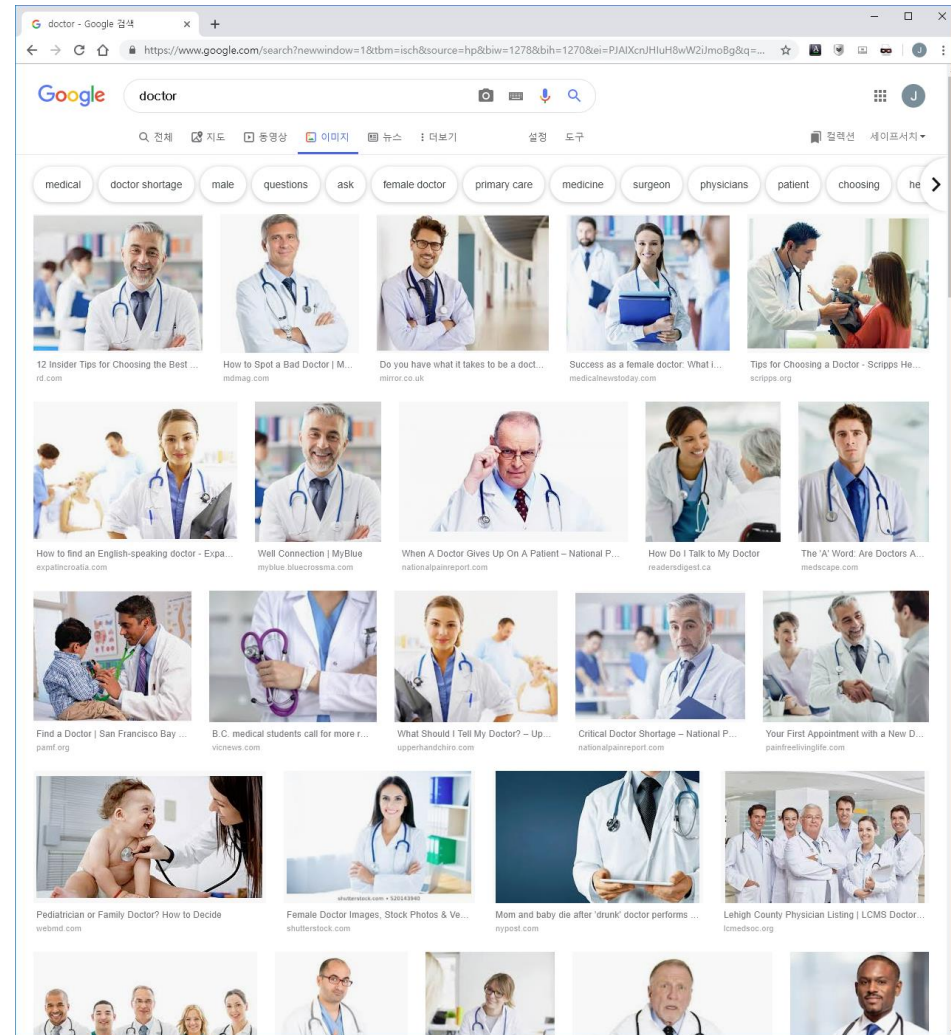 doctor - Google 검색
https://www.google.com/search?newwindow=1&tbm=isch&source=hp&biw=1278&bih=1270&ei=PJAIXcnJHIuH8wW2iJmoBg&q=...
Google
doctor
J
전체 지도 동영상 이미지 뉴스 더보기 설정 도구 컬렉션 세이프서치
medical doctor shortage male questions ask female doctor primary care medicine surgeon physicians patient choosing he
12 Insider Tips for Choosing the Best ...
rd.com
How to Spot a Bad Doctor | M...
mdmag.com
Do you have what it takes to be a doct...
mirror.co.uk
Success as a female doctor: What i...
medicalnewstoday.com
Tips for Choosing a Doctor - Scripps He...
scripps.org
How to find an English-speaking doctor - Expa...
expatincroatia.com
Well Connection | MyBlue
myblue.bluecrossma.com
When A Doctor Gives Up On A Patient – National P...
nationalpainreport.com
How Do I Talk to My Doctor
readersdigest.ca
The 'A' Word: Are Doctors A...
medscape.com
Find a Doctor | San Francisco Bay ...
pamf.org
B.C. medical students call for more r...
vicnews.com
What Should I Tell My Doctor? – Up...
upperhandchiro.com
Critical Doctor Shortage – National P...
nationalpainreport.com
Your First Appointment with a New D...
painfreelivinglife.com
Pediatrician or Family Doctor? How to Decide
webmd.com
shutterstock.com • 520143940
Female Doctor Images, Stock Photos & Ve...
shutterstock.com
Mom and baby die after 'drunk' doctor performs ...
nypost.com
Lehigh County Physician Listing | LCMS Doctor...
lcmedsoc.org